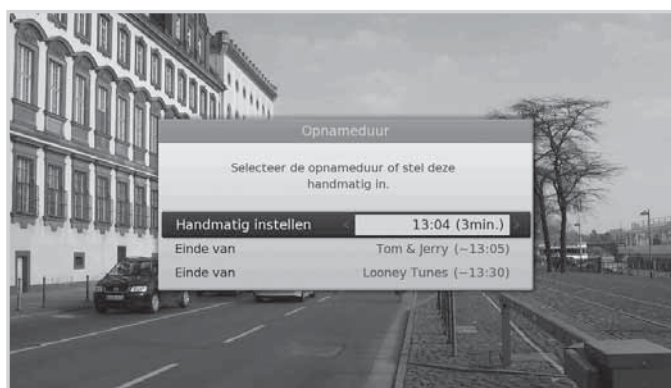 Opnameduur
Selecteer de opnameduur of stel deze
handmatig in.
Handmatig instellen < 13:04 (3min.) >
Einde van Tom & Jerry (~13:05)
Einde van Looney Tunes (~13:30)